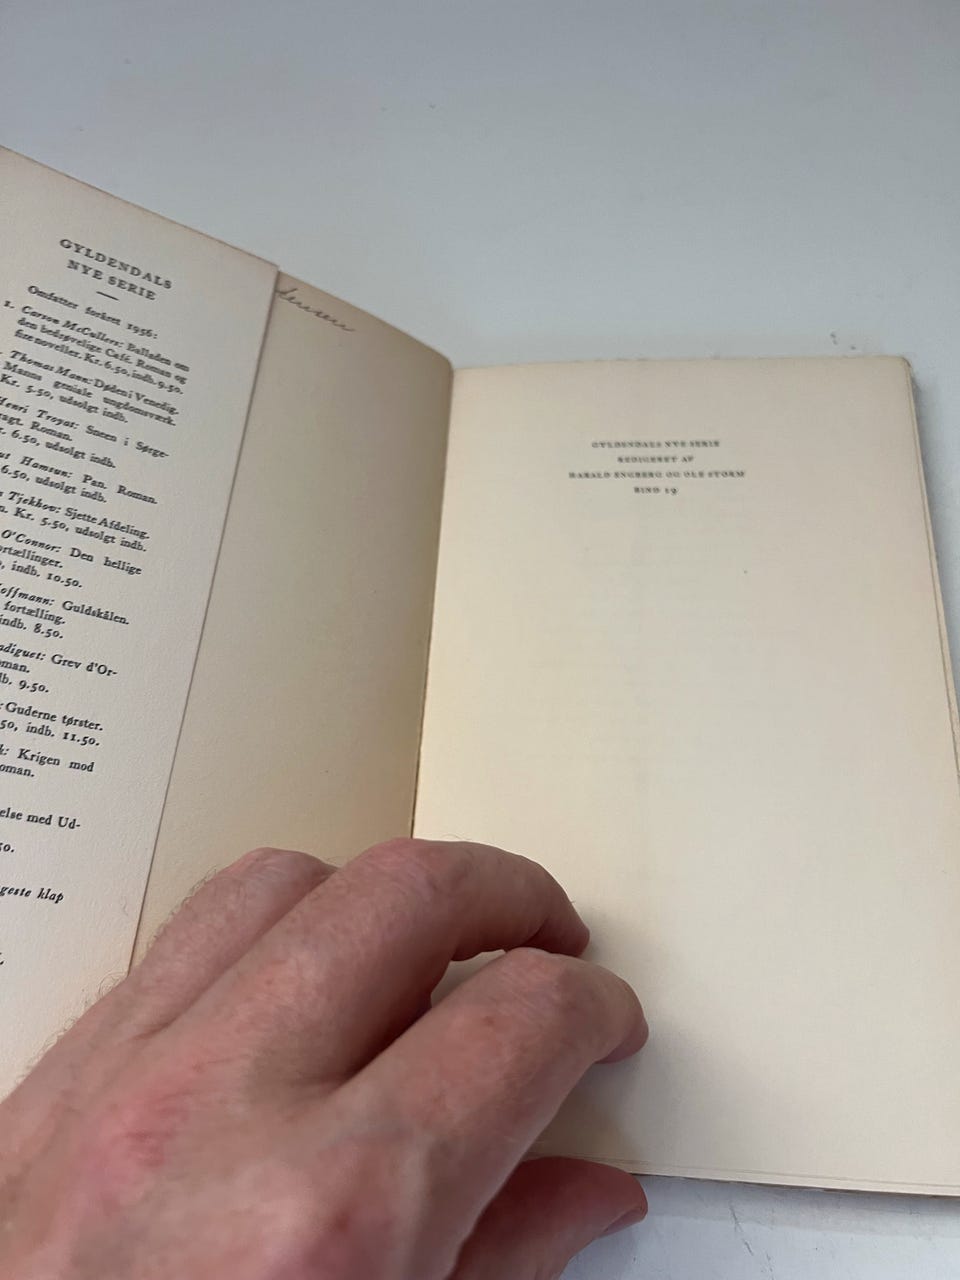 GYLDENDALS
NYE SERIE
Omfatter foråret 1956:
1. Carson McCullers: Balladen om
den bedrøvelige Café. Roman og
fire noveller. Kr. 6.50, indb. 9.50.
Thomas Mann: Døden i Venedig.
Manns geniale ungdomsværk.
Kr. 5.50, udsolgt indb.
Henri Troyat: Sneen i Sørge-
Roman.
6.50, udsolgt indb.
Hamsun: Pan. Roman.
6.50, udsolgt indb.
Tjekhov: Sjette Afdeling.
Kr. 5.50, udsolgt indb.
O'Connor: Den hellige
indb. 10.50.
Guldskålen.
fortælling.
indb. 8.50.
Grev d'Or-
9.50.
Guderne tørster.
50, indb. 11.50.
Krigen mod
med Ud-
klap
GYLDENDALS NYE SERIE
REDIGERET AF
HARALD ENGBERG OG OLE STORM
BIND 19